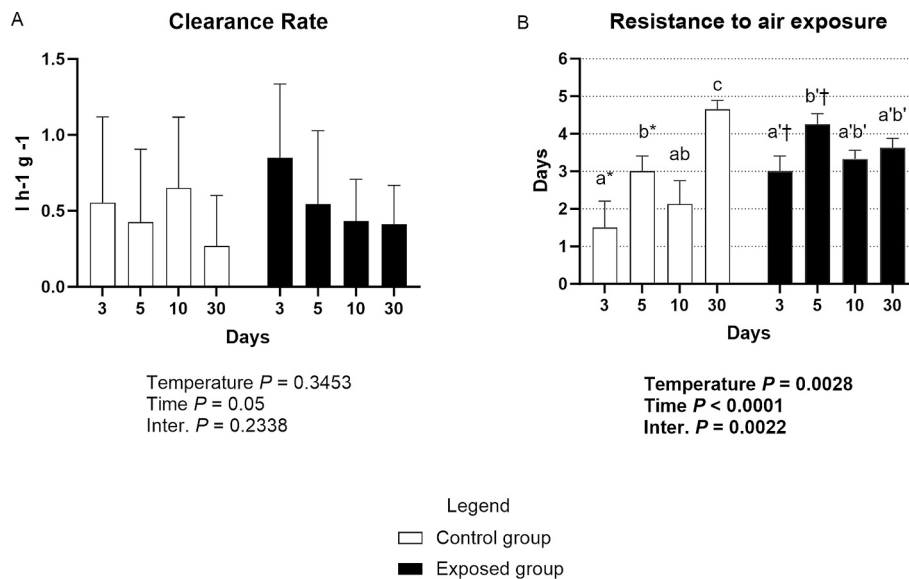 A
Clearance Rate
l h-1 g -1
1.5
1.0
0.5
0.0
3 5 10 30 3 5 10 30
Days
Temperature P = 0.3453
Time P = 0.05
Inter. P = 0.2338
B
Resistance to air exposure
Days
6
5
4
3
2
1
0
a* b* ab c a'† b'† a'b' a'b'
3 5 10 30 3 5 10 30
Days
Temperature P = 0.0028
Time P < 0.0001
Inter. P = 0.0022
Legend
Control group
Exposed group